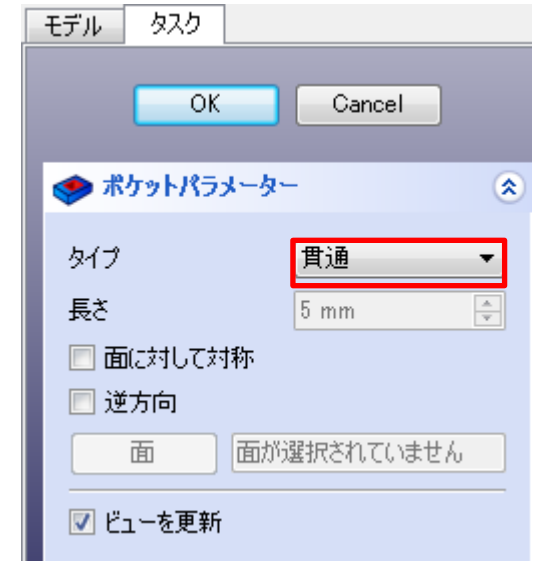 モデル タスク
OK Cancel
ポケットパラメーター
タイプ 貫通
長さ 5 mm
面に対して対称
逆方向
面 面が選択されていません
ビューを更新